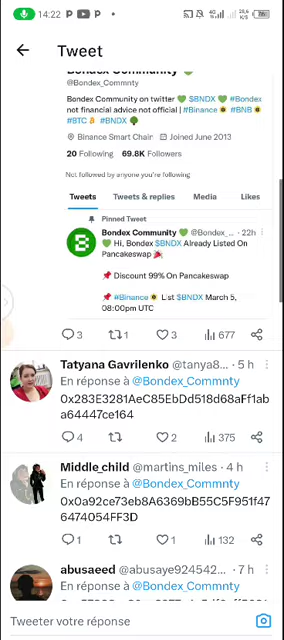 14:22
Tweet
Bondex Community
@Bondex_Commnty
Bondex Community on twitter 💚 $BNDX 💚 #Bondex
not financial advice not official | #Binance #BNB
#BTC #BNDX 🌳
Binance Smart Chain Joined June 2013
20 Following 69.8K Followers
Not followed by anyone you're following
Tweets Tweets & replies Media Likes
Pinned Tweet
Bondex Community 💚 @Bondex_... · 22h
💚 Hi, Bondex $BNDX Already Listed On
Pancakeswap 🎉
📌 Discount 99% On Pancakeswap
📌 #Binance List $BNDX March 5,
08:00pm UTC
3 1 3 677
Tatyana Gavrilenko @tanya8... · 5 h
En réponse à @Bondex_Commnty
0x283E3281AeC85EbDd518d68aFf1ab
a64447ce164
4 2 375
Middle_child @martins_miles · 4 h
En réponse à @Bondex_Commnty
0x0a92ce73eb8A6369bB55C5F951f47
6474054FF3D
1 1 132
abusaeed @abusaye924542... · 7 h
En réponse à @Bondex_Commnty
Tweeter votre réponse